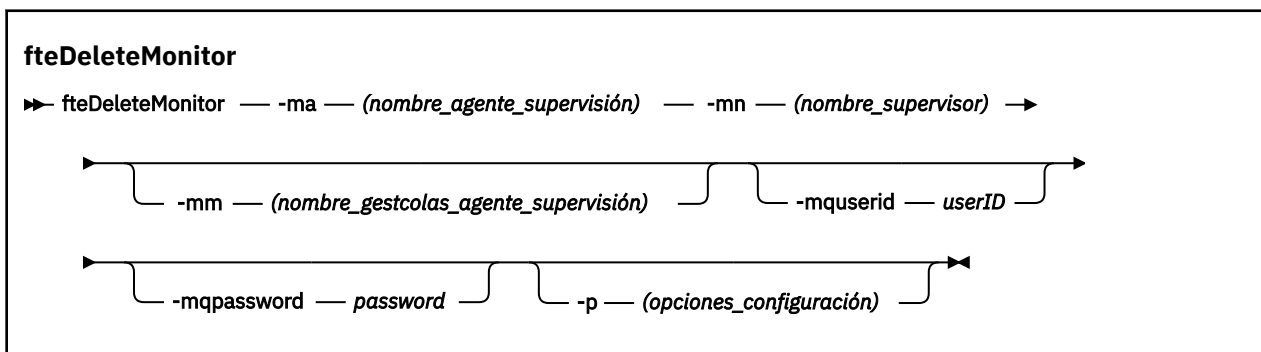 fteDeleteMonitor
fteDeleteMonitor -ma (nombre_agente_supervisión) -mn (nombre_supervisor)
-mm (nombre_gestcolas_agente_supervisión) -mquserid userID
-mqpassword password -p (opciones_configuración)